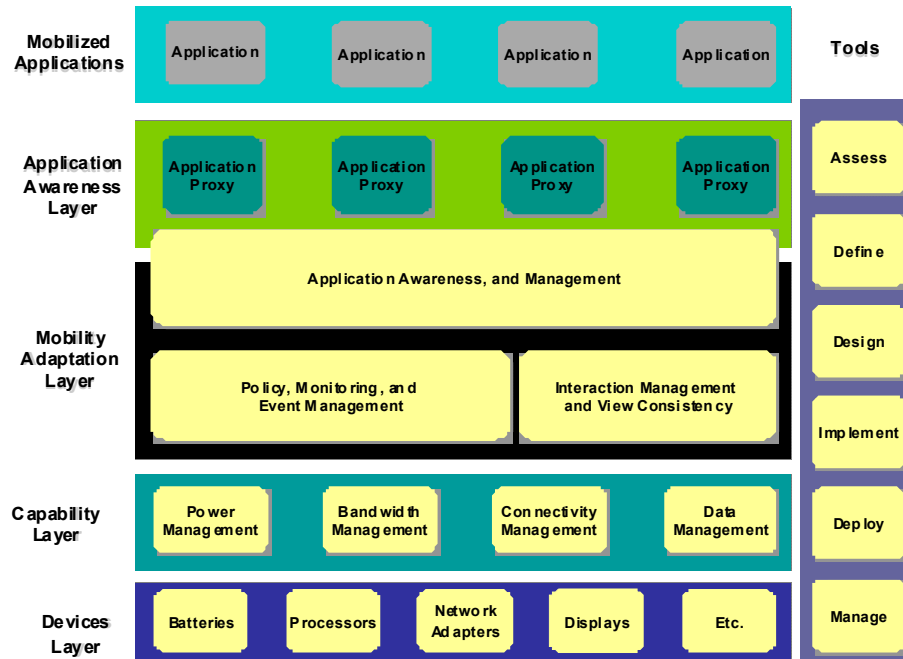 Mobilized
Applications
Application
Application
Application
Application
Tools
Application
Awareness
Layer
Application
Proxy
Application
Proxy
Application
Proxy
Application
Proxy
Application Awareness, and Management
Mobility
Adaptation
Layer
Policy, Monitoring, and
Event Management
Interaction Management
and View Consistency
Capability
Layer
Power
Management
Bandwidth
Management
Connectivity
Management
Data
Management
Devices
Layer
Batteries
Processors
Network
Adapters
Displays
Etc.
Assess
Define
Design
Implement
Deploy
Manage